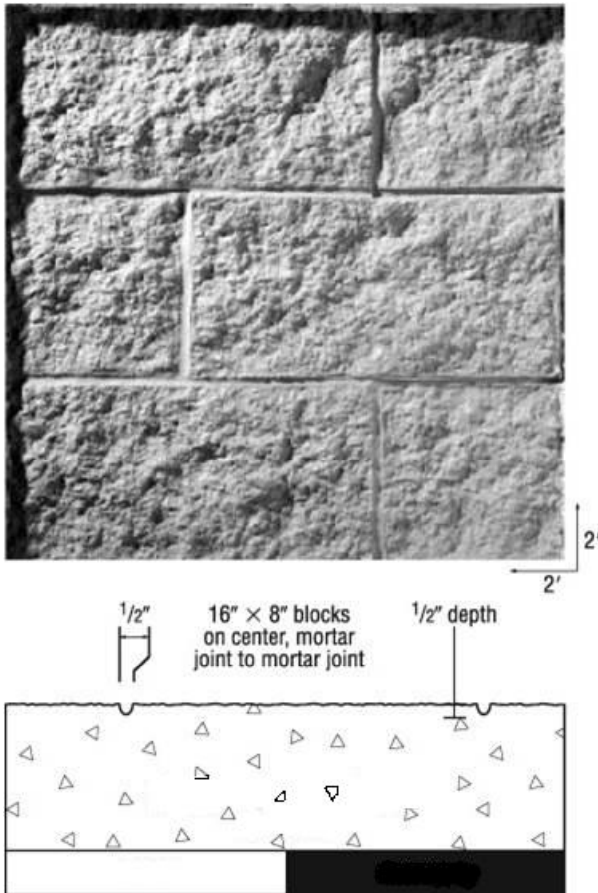 2'
2'
1/2" 16" × 8" blocks 1/2" depth
on center, mortar
joint to mortar joint